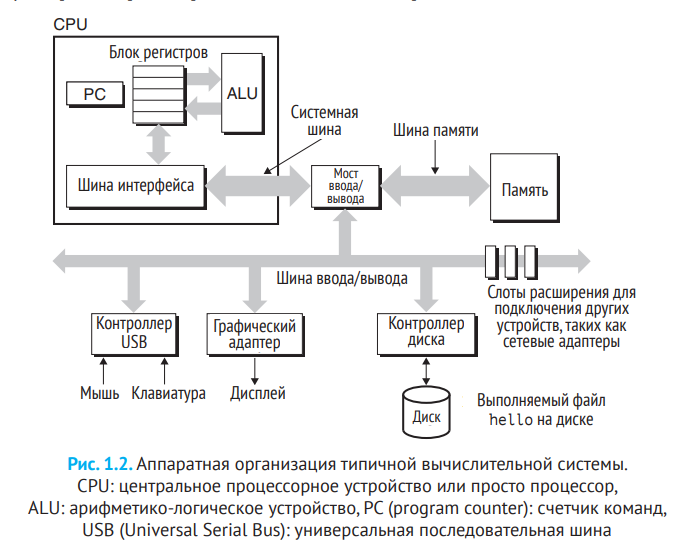 CPU
Блок регистров
PC
ALU
Системная
шина
Шина памяти
Шина интерфейса
Мост
ввода/
вывода
Память
Шина ввода/вывода
Слоты расширения для
подключения других
устройств, таких как
сетевые адаптеры
Контроллер
USB
Графический
адаптер
Контроллер
диска
Мышь
Клавиатура
Дисплей
Диск
Выполняемый файл
hello на диске
Рис. 1.2. Аппаратная организация типичной вычислительной системы.
CPU: центральное процессорное устройство или просто процессор,
ALU: арифметико-логическое устройство, PC (program counter): счетчик команд,
USB (Universal Serial Bus): универсальная последовательная шина